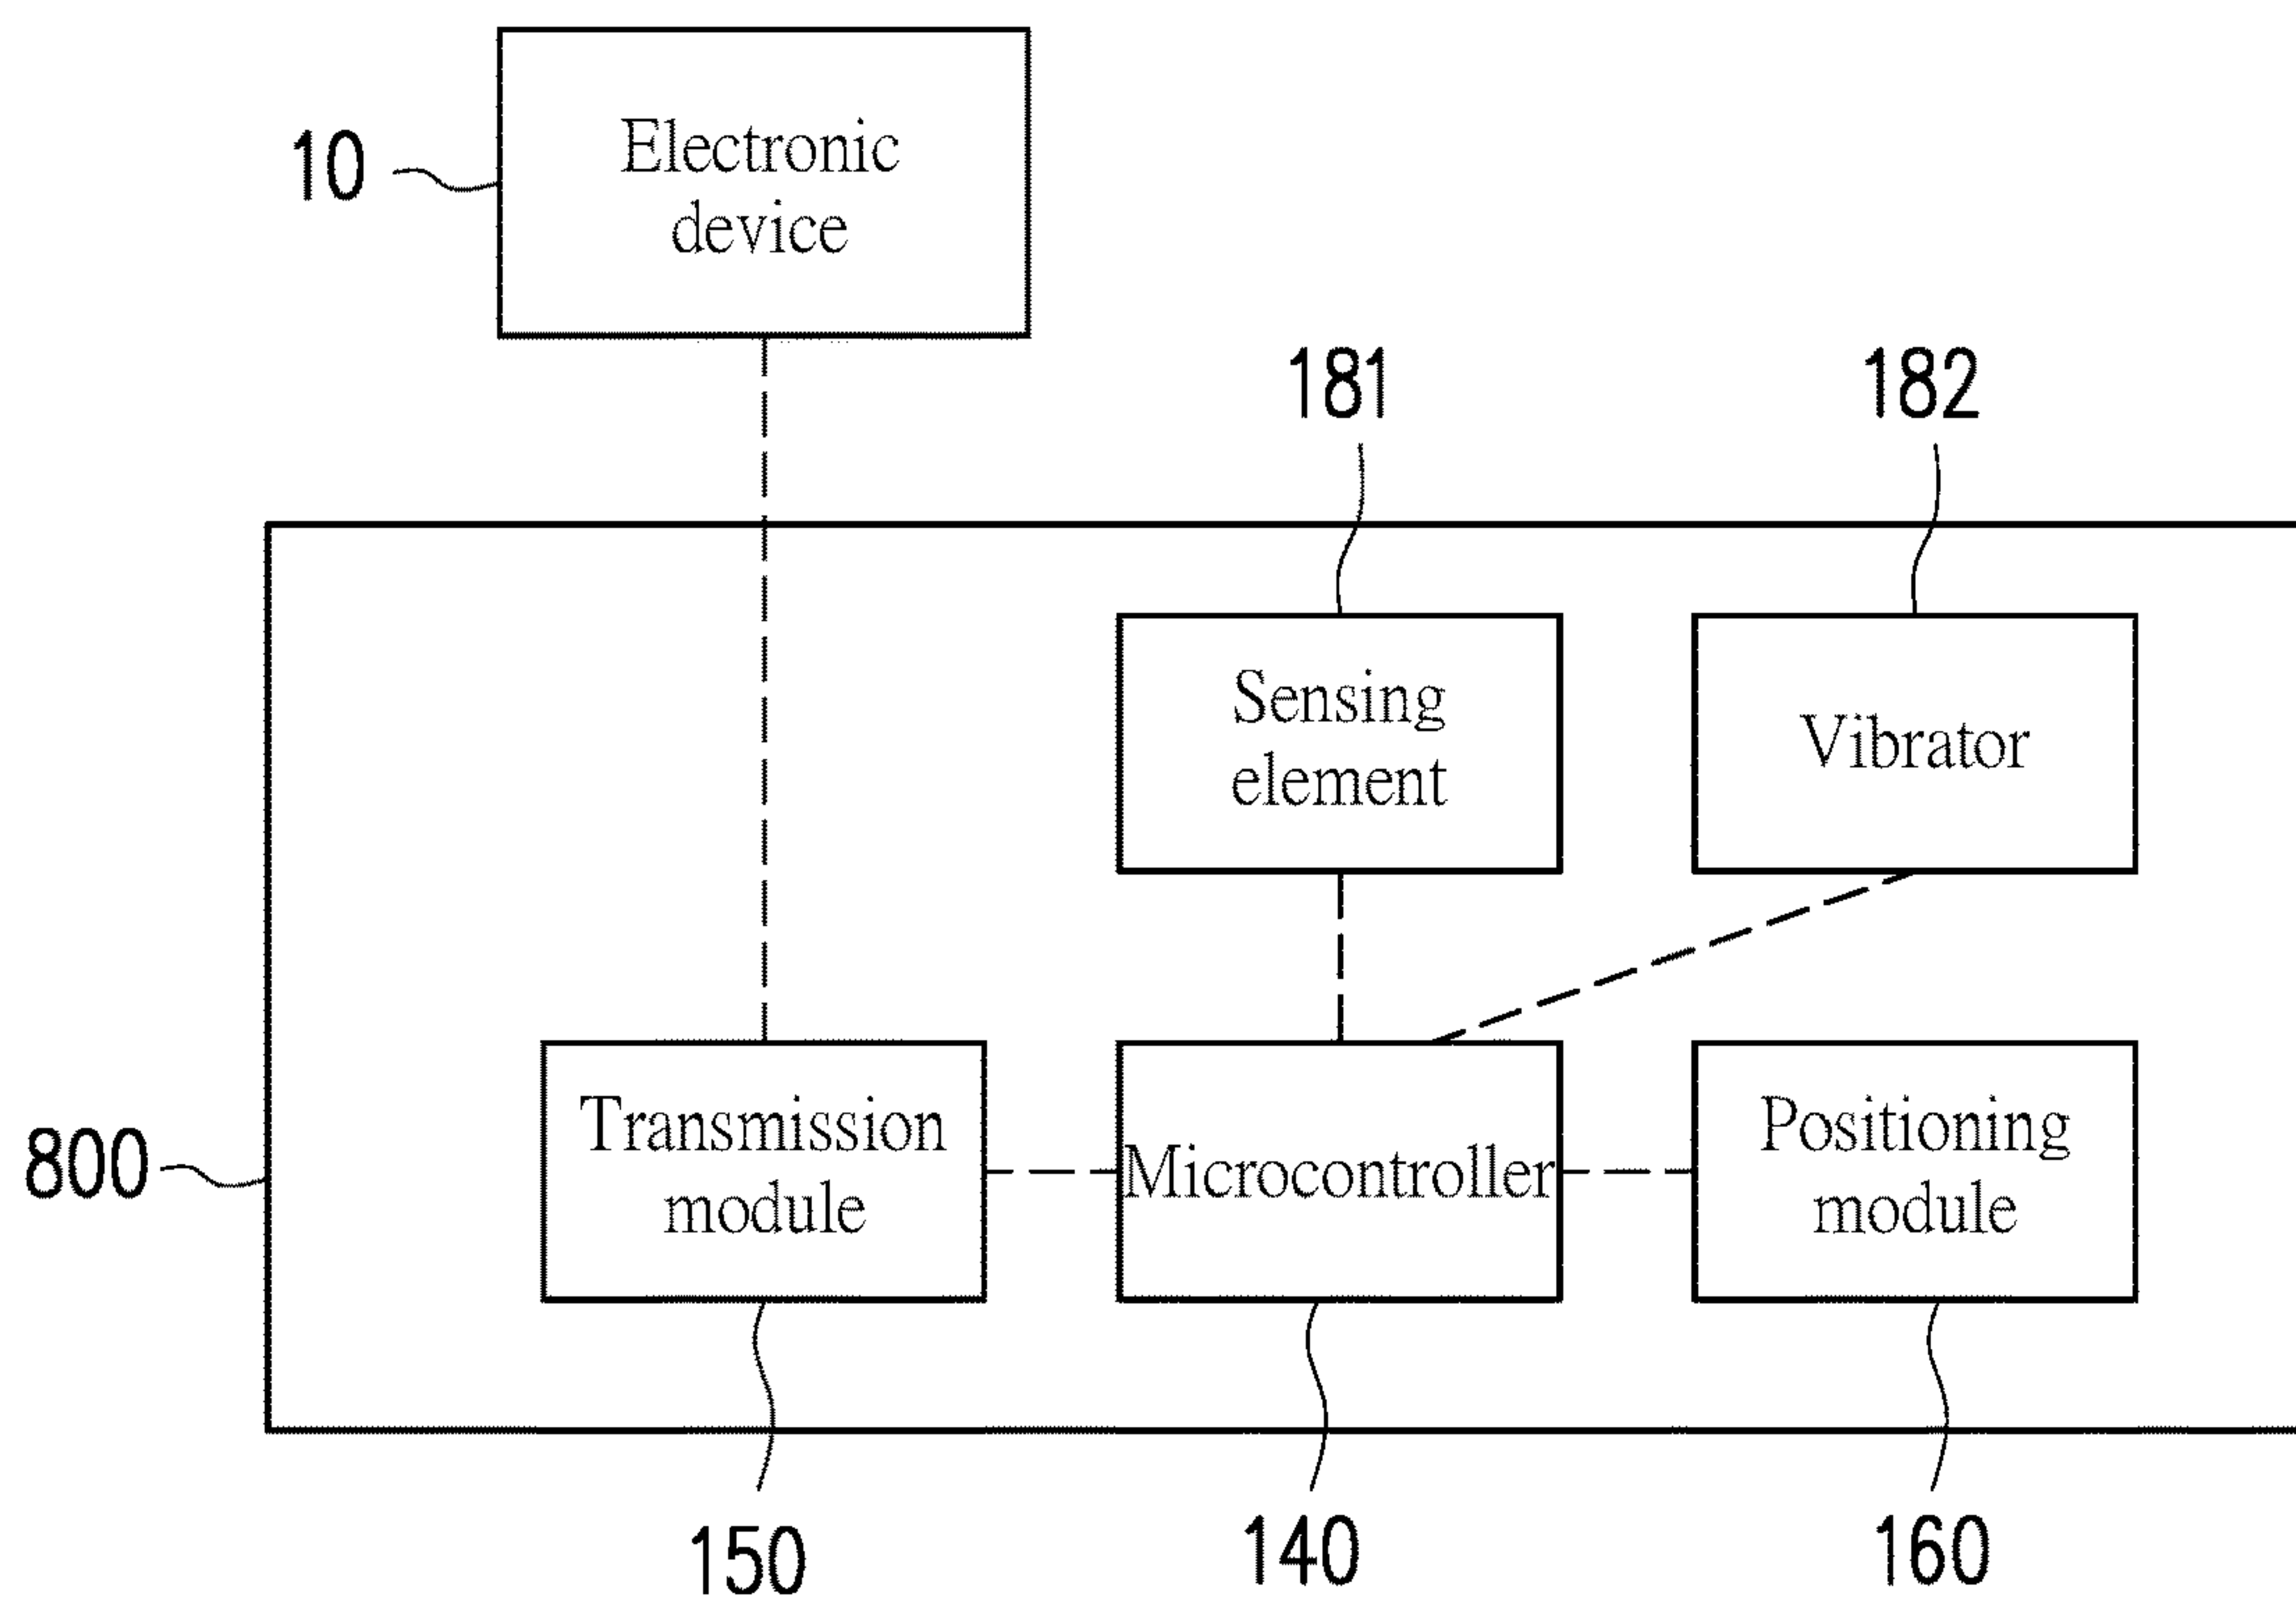 10
Electronic
device
181
182
Sensing
element
Vibrator
800
Transmission
module
Microcontroller
Positioning
module
150
140
160